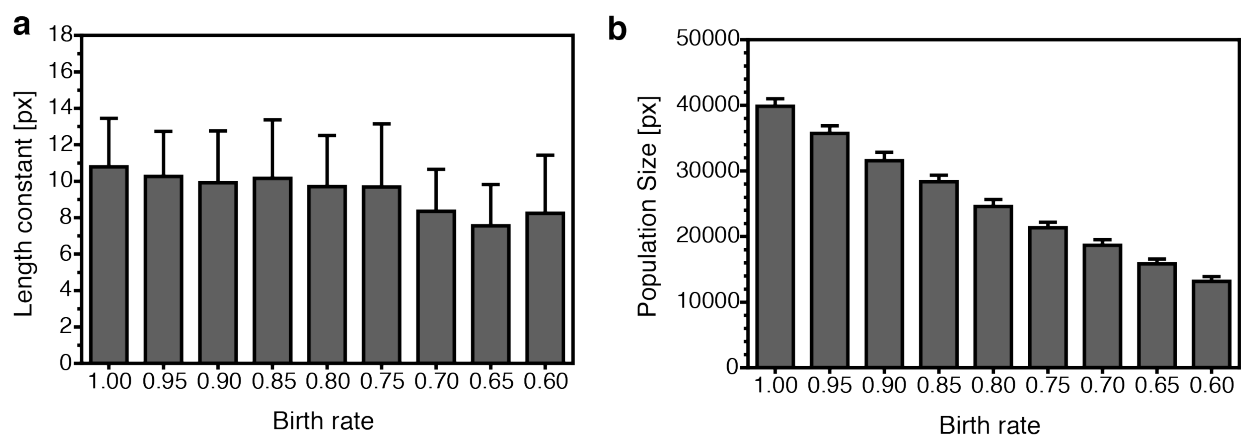 a
18
16
14
12
10
8
6
4
2
0
Length constant [px]
1.00 0.95 0.90 0.85 0.80 0.75 0.70 0.65 0.60
Birth rate
b
50000
40000
30000
20000
10000
0
Population Size [px]
1.00 0.95 0.90 0.85 0.80 0.75 0.70 0.65 0.60
Birth rate